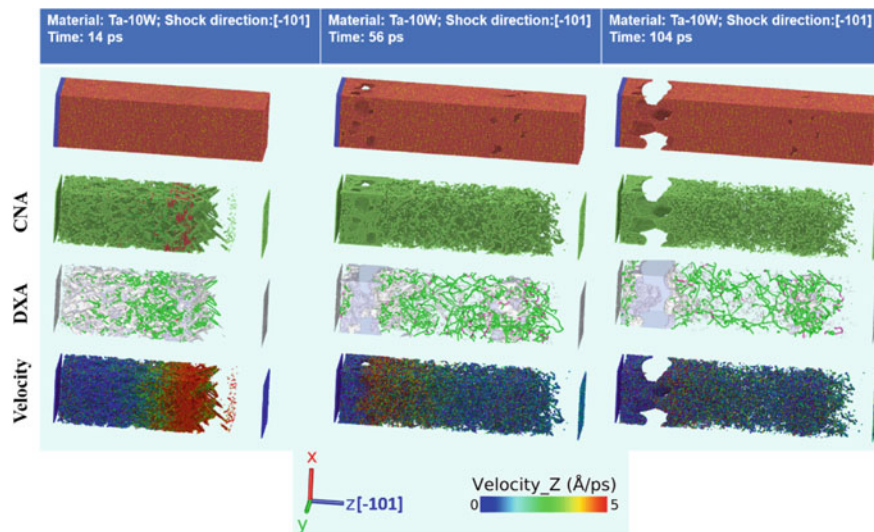 Material: Ta-10W; Shock direction:[-101]
Time: 14 ps
Material: Ta-10W; Shock direction:[-101]
Time: 56 ps
Material: Ta-10W; Shock direction:[-101]
Time: 104 ps
CNA
DXA
Velocity
x
z[-101]
y
Velocity_Z (Å/ps)
0 5